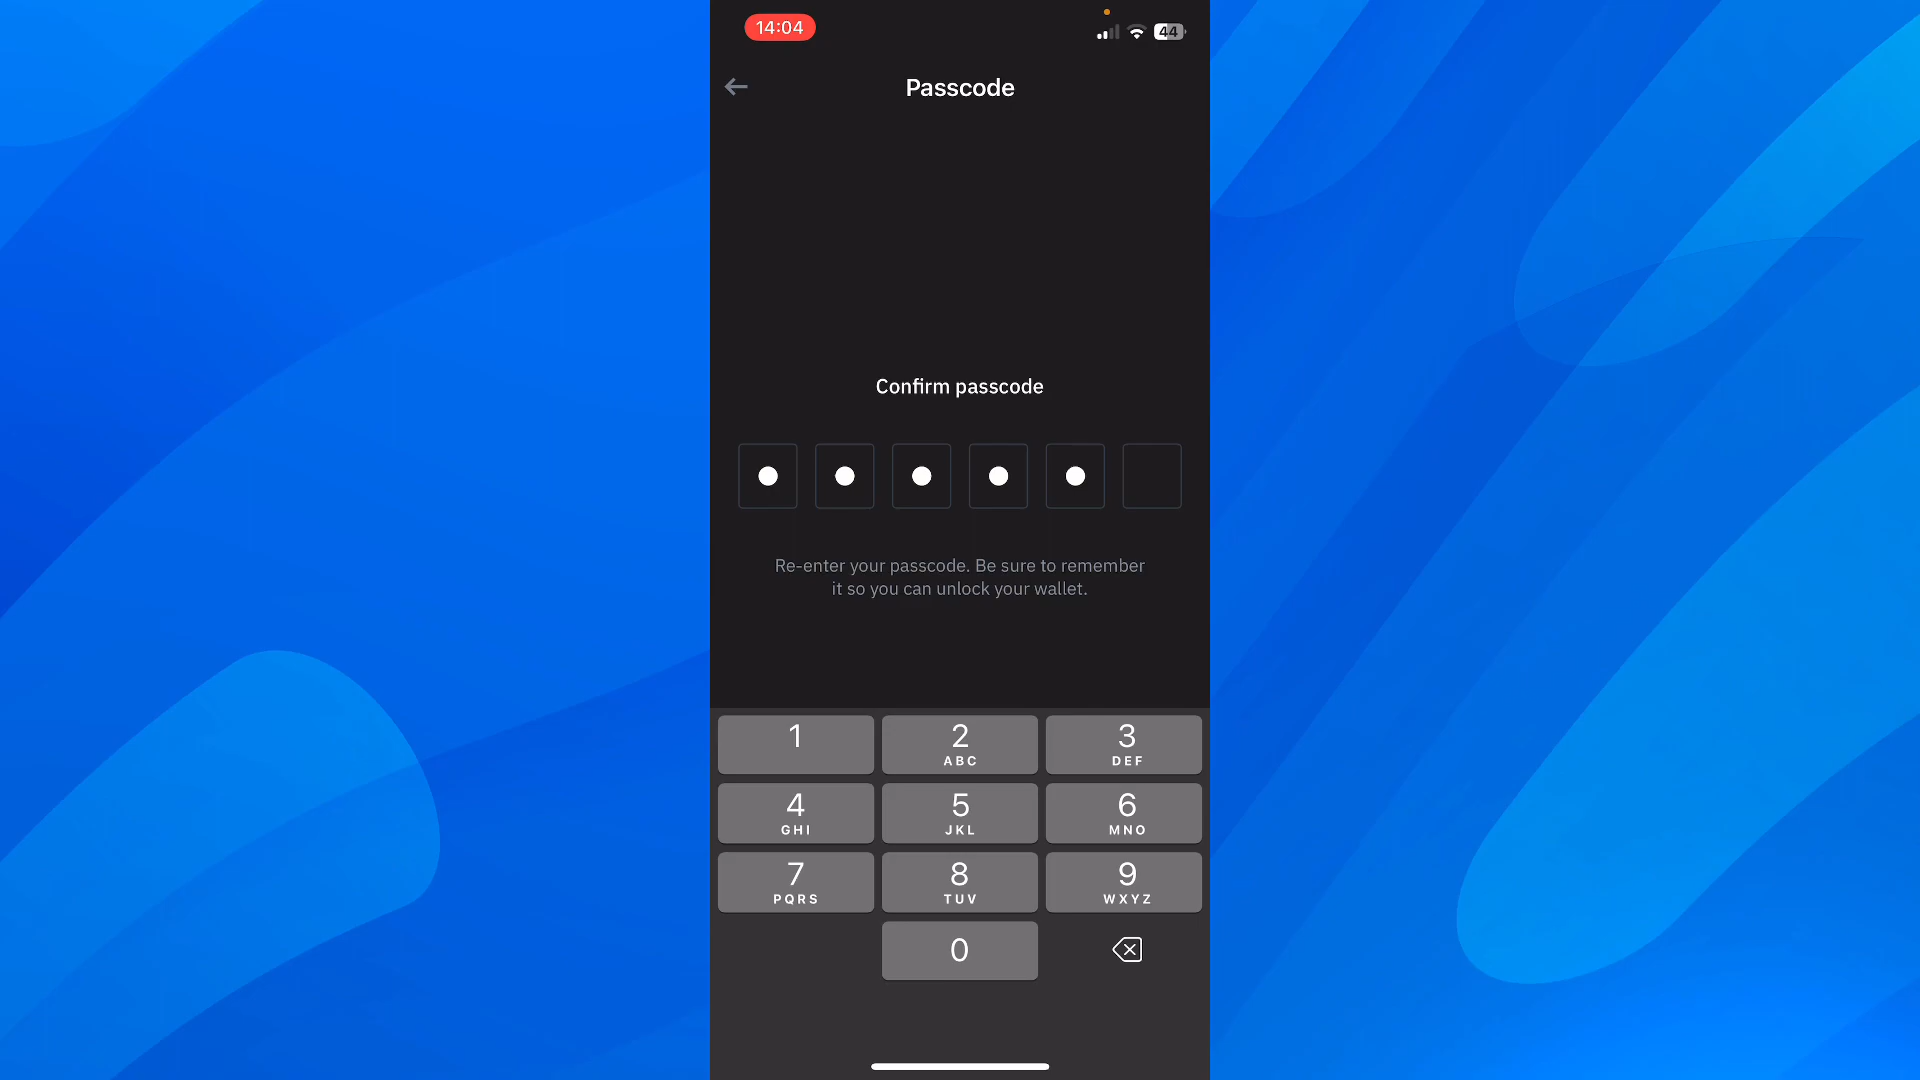 14:04
44
Passcode
Confirm passcode
Re-enter your passcode. Be sure to remember
it so you can unlock your wallet.
1 2 3
ABC DEF
4 5 6
GHI JKL MNO
7 8 9
PQRS TUV WXYZ
0